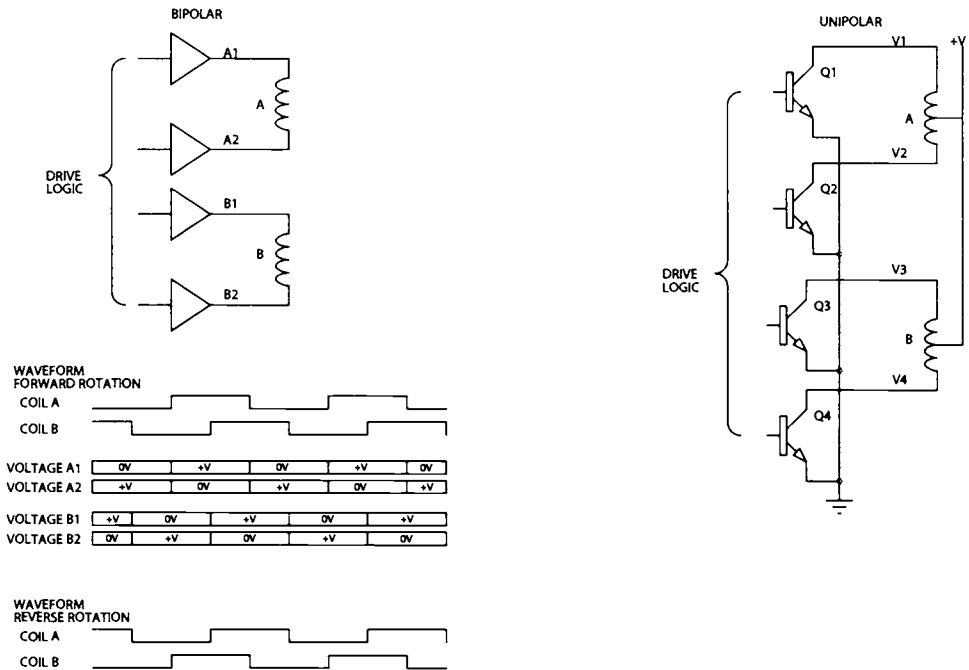 BIPOLAR
A1
A
A2
DRIVE
LOGIC
B1
B
B2
UNIPOLAR
V1
+V
Q1
A
V2
Q2
DRIVE
LOGIC
V3
Q3
B
V4
Q4
WAVEFORM
FORWARD ROTATION
COIL A
COIL B
VOLTAGE A1 0V +V 0V +V 0V
VOLTAGE A2 +V 0V +V 0V +V
VOLTAGE B1 +V 0V +V 0V +V
VOLTAGE B2 0V +V 0V +V 0V
WAVEFORM
REVERSE ROTATION
COIL A
COIL B